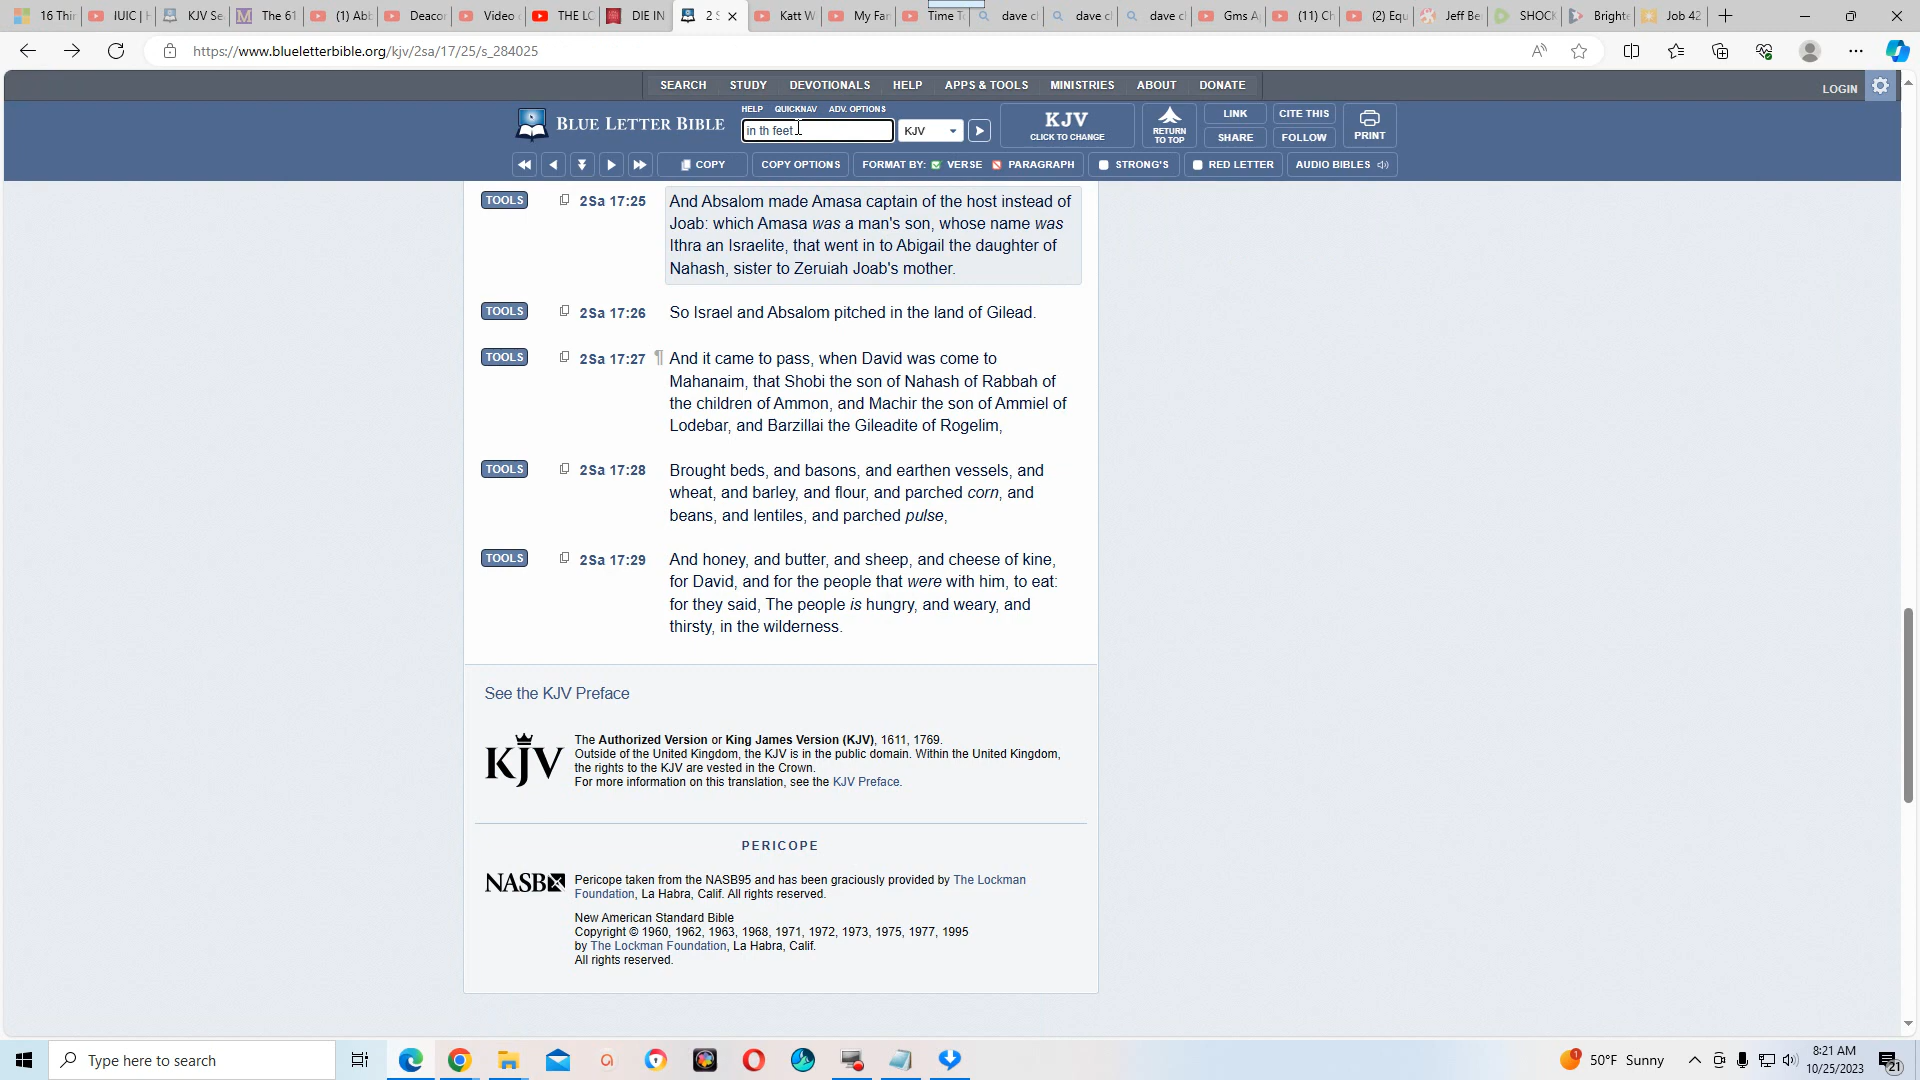 16 Thi
IUIC | H
KJV Se
The 61
(1) Abb
Deacon
Video
THE LO
DIE IN
2 S
Katt W
My Far
Time T
dave cl
dave cl
dave cl
Gms A
(11) Ch
(2) Equ
Jeff Be
SHOCK
Brighte
Job 42
https://www.blueletterbible.org/kjv/2sa/17/25/s_284025
SEARCH STUDY DEVOTIONALS HELP APPS & TOOLS MINISTRIES ABOUT DONATE
LOGIN
HELP QUICKNAV ADV. OPTIONS
BLUE LETTER BIBLE
in th feet
KJV
KJV
CLICK TO CHANGE
RETURN
TO TOP
LINK
CITE THIS
SHARE
FOLLOW
PRINT
COPY
COPY OPTIONS
FORMAT BY: VERSE PARAGRAPH
STRONG'S
RED LETTER
AUDIO BIBLES
TOOLS 2Sa 17:25 And Absalom made Amasa captain of the host instead of
Joab: which Amasa was a man's son, whose name was
Ithra an Israelite, that went in to Abigail the daughter of
Nahash, sister to Zeruiah Joab's mother.
TOOLS 2Sa 17:26 So Israel and Absalom pitched in the land of Gilead.
TOOLS 2Sa 17:27 ¶ And it came to pass, when David was come to
Mahanaim, that Shobi the son of Nahash of Rabbah of
the children of Ammon, and Machir the son of Ammiel of
Lodebar, and Barzillai the Gileadite of Rogelim,
TOOLS 2Sa 17:28 Brought beds, and basons, and earthen vessels, and
wheat, and barley, and flour, and parched corn, and
beans, and lentiles, and parched pulse,
TOOLS 2Sa 17:29 And honey, and butter, and sheep, and cheese of kine,
for David, and for the people that were with him, to eat:
for they said, The people is hungry, and weary, and
thirsty, in the wilderness.
See the KJV Preface
KJV
The Authorized Version or King James Version (KJV), 1611, 1769.
Outside of the United Kingdom, the KJV is in the public domain. Within the United Kingdom,
the rights to the KJV are vested in the Crown.
For more information on this translation, see the KJV Preface.
PERICOPE
NASB
Pericope taken from the NASB95 and has been graciously provided by The Lockman
Foundation, La Habra, Calif. All rights reserved.
New American Standard Bible
Copyright © 1960, 1962, 1963, 1968, 1971, 1972, 1973, 1975, 1977, 1995
by The Lockman Foundation, La Habra, Calif.
All rights reserved.
Type here to search
1
50°F Sunny
8:21 AM
10/25/2023
21